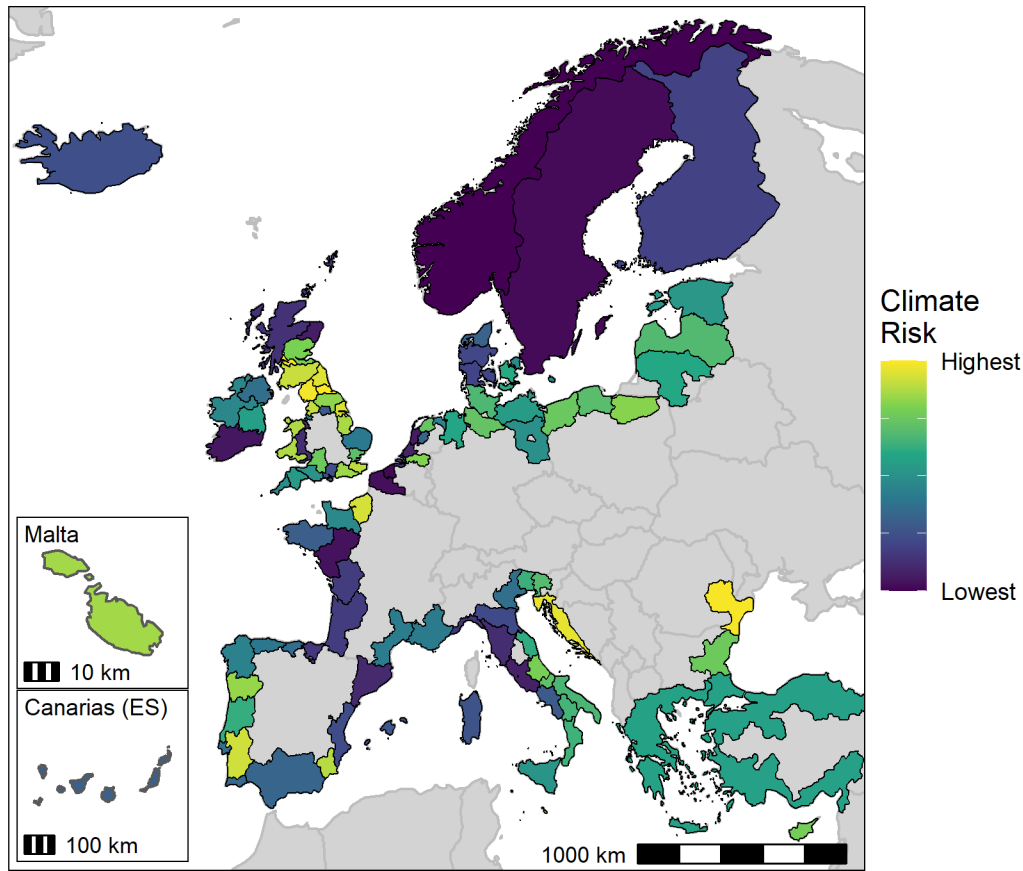 Climate
Risk
Highest
Lowest
Malta
10 km
Canarias (ES)
100 km
1000 km